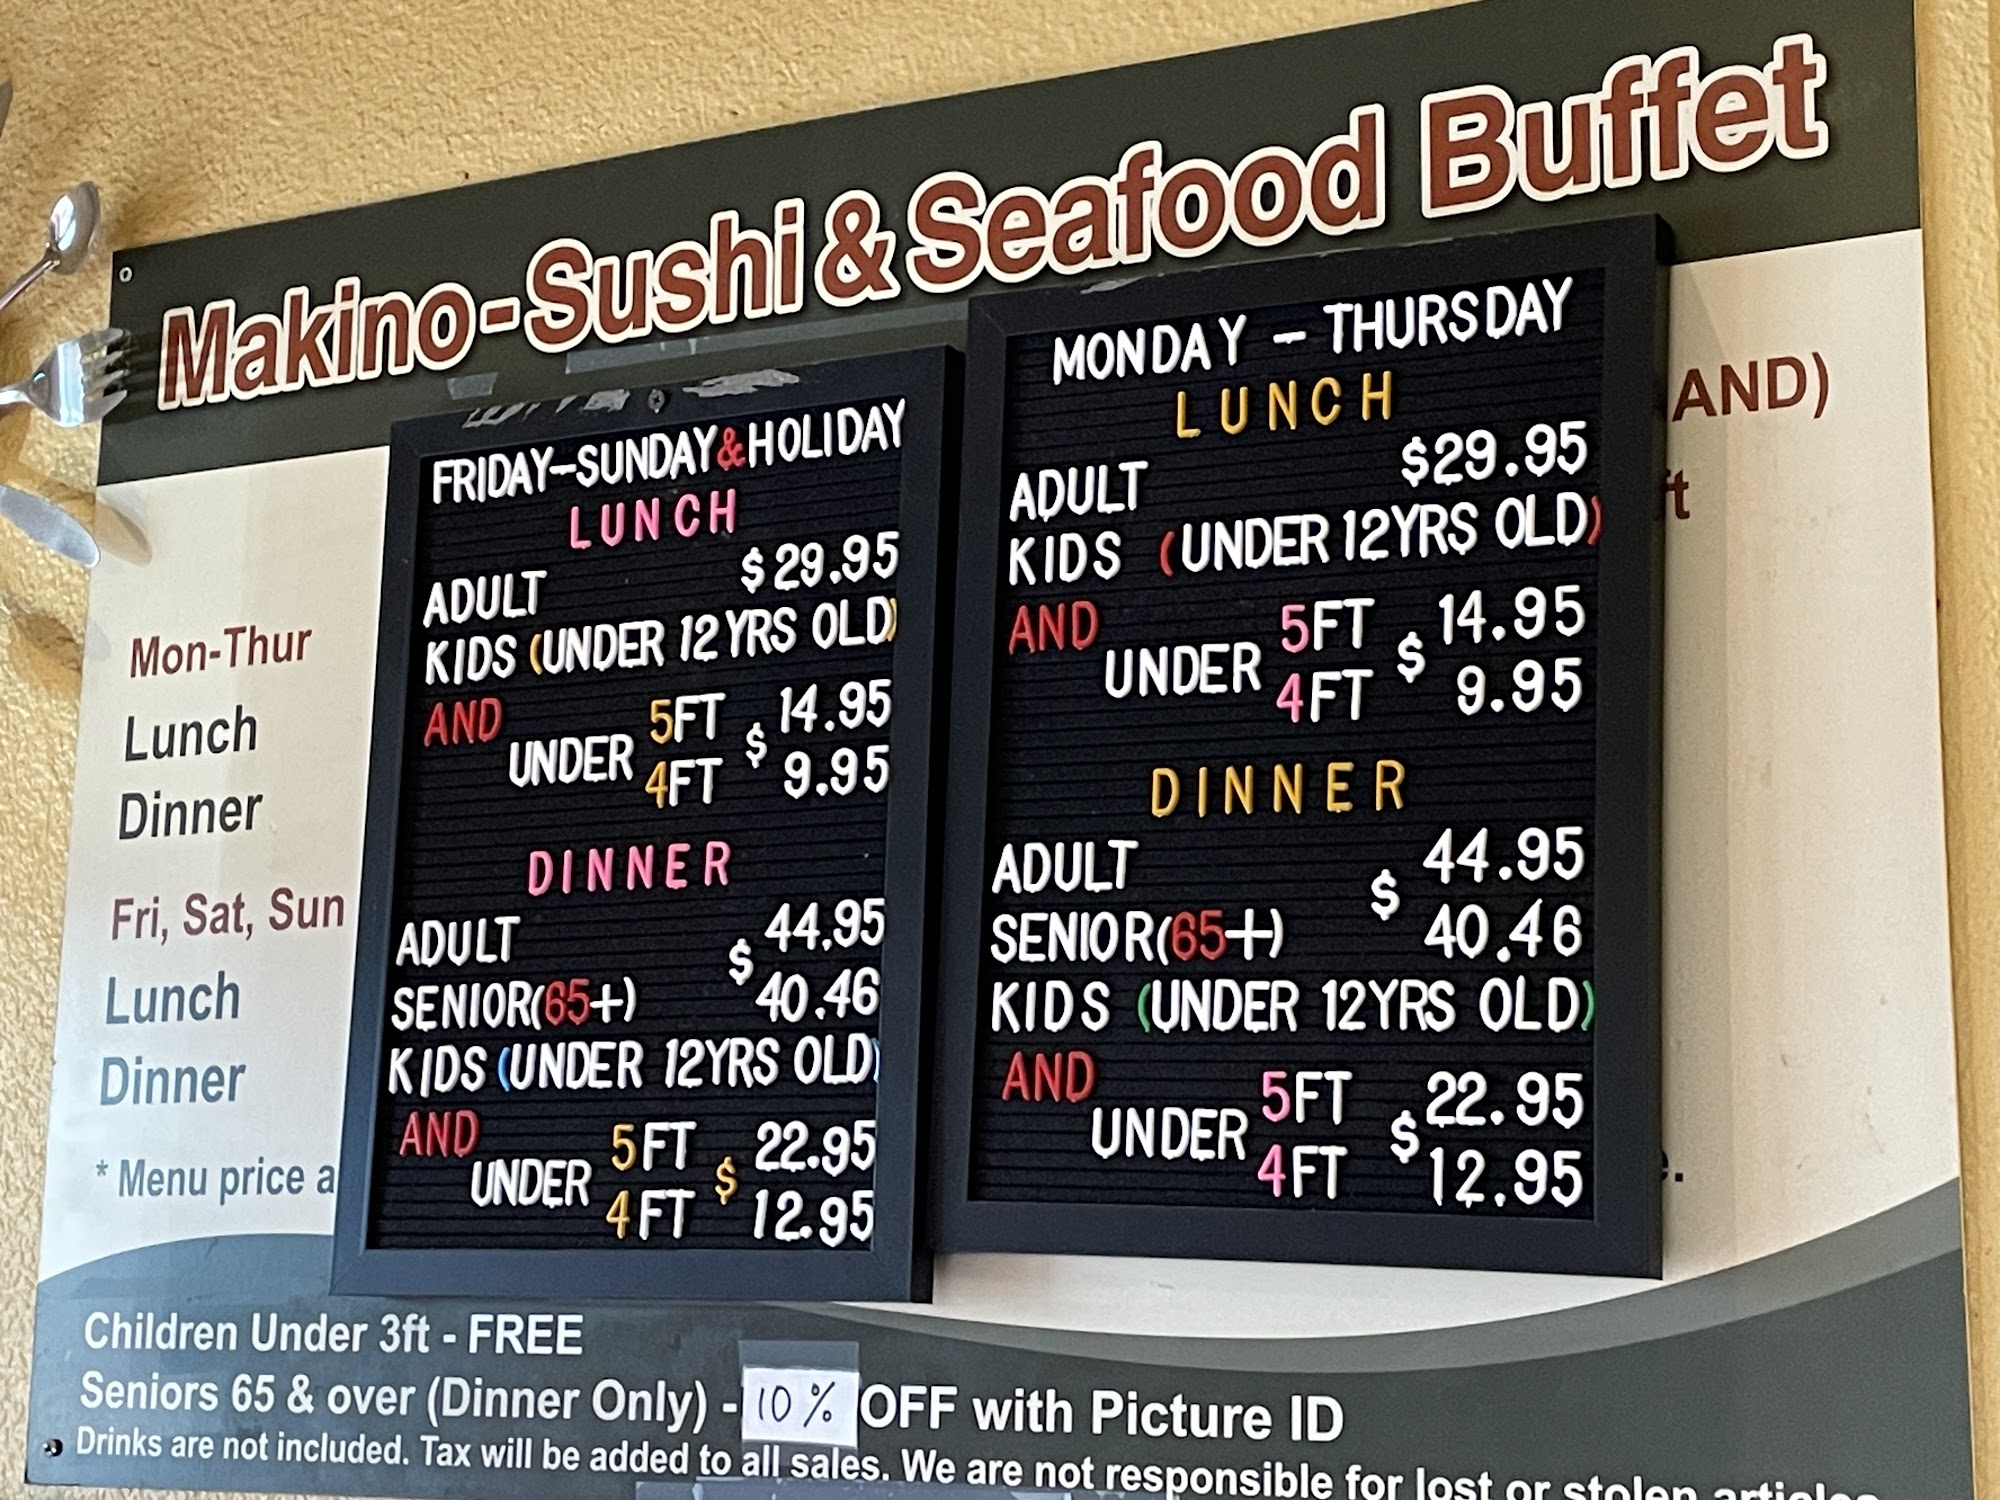 Makino-Sushi & Seafood Buffet
AND)
ft
Mon-Thur
Lunch
Dinner
Fri, Sat, Sun
Lunch
Dinner
* Menu price a
FRIDAY-SUNDAY&HOLIDAY
LUNCH
ADULT $29.95
KIDS (UNDER 12 YRS OLD)
AND UNDER 5FT $14.95
4FT 9.95
DINNER
ADULT $44.95
SENIOR(65+) 40.46
KIDS (UNDER 12YRS OLD)
AND UNDER 5FT $22.95
4FT 12.95
MONDAY - THURSDAY
LUNCH
ADULT $29.95
KIDS (UNDER 12YRS OLD)
AND UNDER 5FT $14.95
4FT 9.95
DINNER
ADULT $44.95
SENIOR(65+) 40.46
KIDS (UNDER 12YRS OLD)
AND UNDER 5FT $22.95
4FT 12.95
Children Under 3ft - FREE
Seniors 65 & over (Dinner Only) - 10% OFF with Picture ID
Drinks are not included. Tax will be added to all sales. We are not responsible for lost or stolen articles